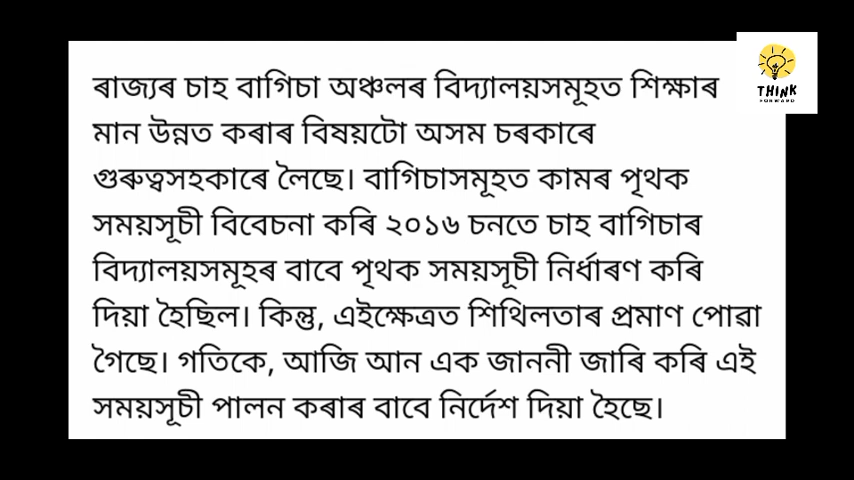 ৰাজ্যৰ চাহ বাগিচা অঞ্চলৰ বিদ্যালয়সমূহত শিক্ষাৰ
মান উন্নত কৰাৰ বিষয়টো অসম চৰকাৰে
গুৰুত্বসহকাৰে লৈছে। বাগিচাসমূহত কামৰ পৃথক
সময়সূচী বিবেচনা কৰি ২০১৬ চনতে চাহ বাগিচাৰ
বিদ্যালয়সমূহৰ বাবে পৃথক সময়সূচী নিৰ্ধাৰণ কৰি
দিয়া হৈছিল। কিন্তু, এইক্ষেত্ৰত শিথিলতাৰ প্ৰমাণ পোৱা
গৈছে। গতিকে, আজি আন এক জাননী জাৰি কৰি এই
সময়সূচী পালন কৰাৰ বাবে নিৰ্দেশ দিয়া হৈছে।
THINK
FORWARD